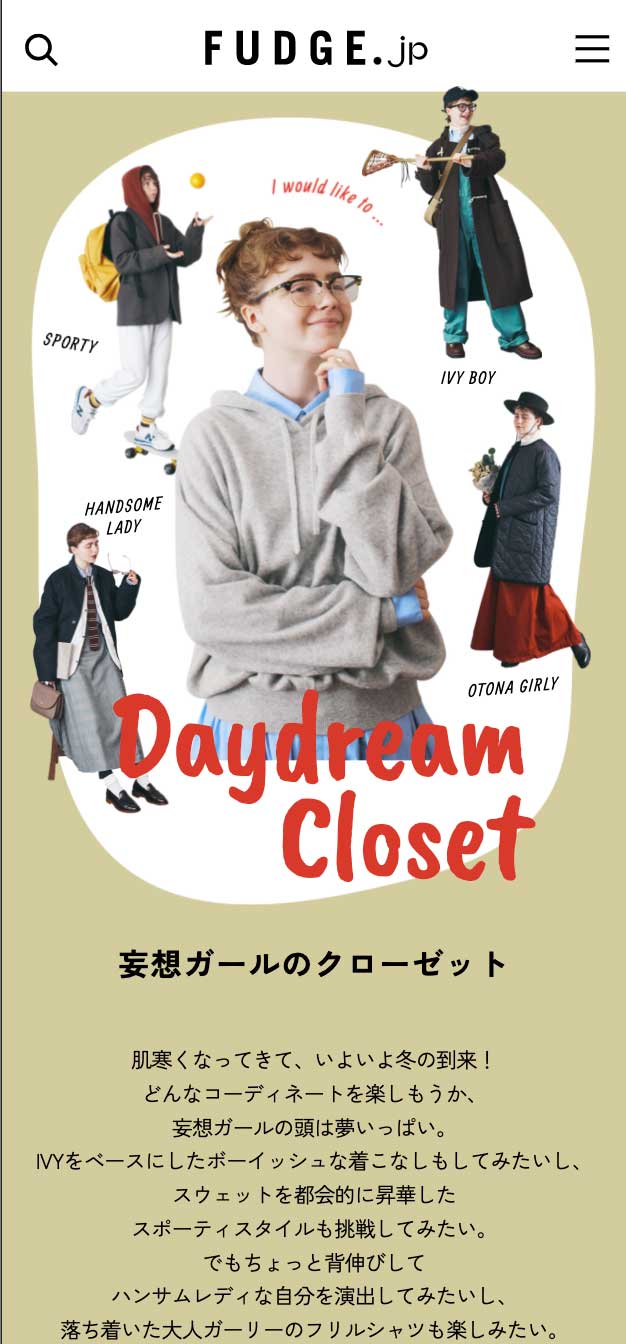 FUDGE.jp
I would like to...
SPORTY
IVY BOY
HANDSOME
LADY
OTONA GIRLY
Daydream
Closet
妄想ガールのクローゼット
肌寒くなってきて、いよいよ冬の到来！
どんなコーディネートを楽しもうか、
妄想ガールの頭は夢いっぱい。
IVYをベースにしたボーイッシュな着こなしもしてみたいし、
スウェットを都会的に昇華した
スポーティスタイルも挑戦してみたい。
でもちょっと背伸びして
ハンサムレディな自分を演出してみたいし、
落ち着いた大人ガーリーのフリルシャツも楽しみたい。